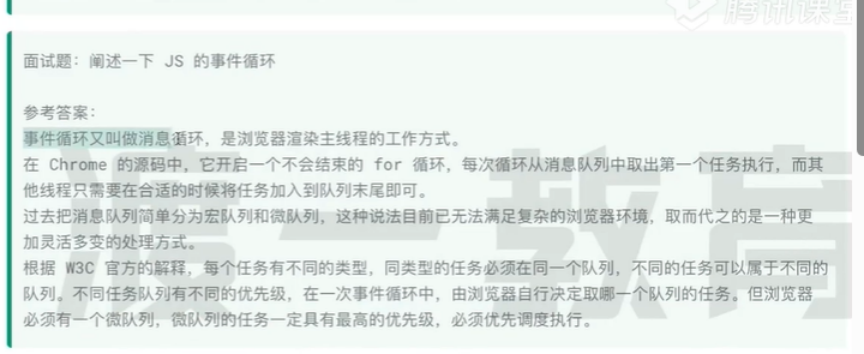 腾讯课堂
面试题：阐述一下 JS 的事件循环
参考答案：
事件循环又叫做消息循环，是浏览器渲染主线程的工作方式。
在 Chrome 的源码中，它开启一个不会结束的 for 循环，每次循环从消息队列中取出第一个任务执行，而其
他线程只需要在合适的时候将任务加入到队列末尾即可。
过去把消息队列简单分为宏队列和微队列，这种说法目前已无法满足复杂的浏览器环境，取而代之的是一种更
加灵活多变的处理方式。
根据 W3C 官方的解释，每个任务有不同的类型，同类型的任务必须在同一个队列，不同的任务可以属于不同的
队列。不同任务队列有不同的优先级，在一次事件循环中，由浏览器自行决定取哪一个队列的任务。但浏览器
必须有一个微队列，微队列的任务一定具有最高的优先级，必须优先调度执行。
渡一教育